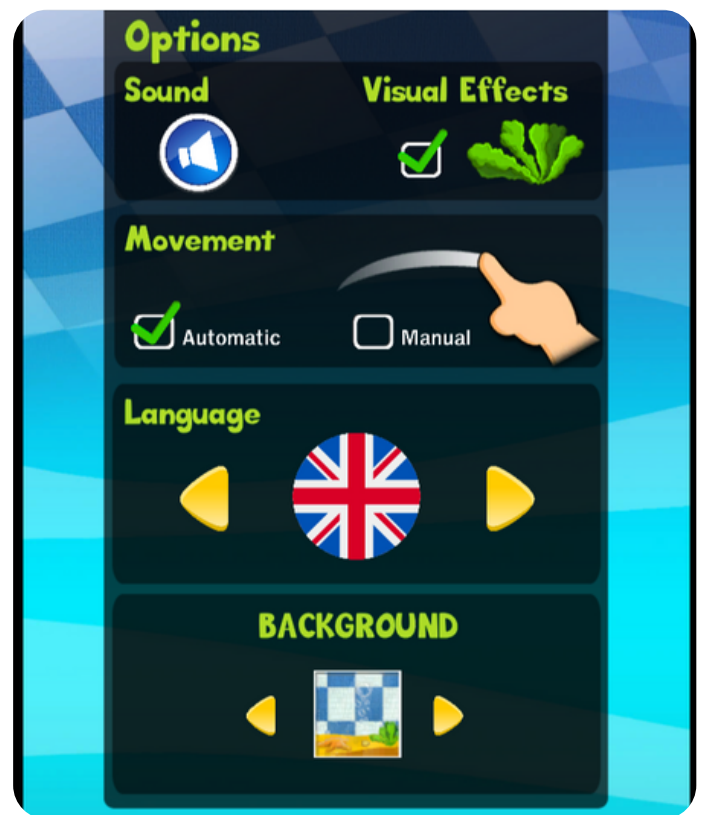 Options
Sound
Visual Effects
Movement
Automatic
Manual
Language
BACKGROUND